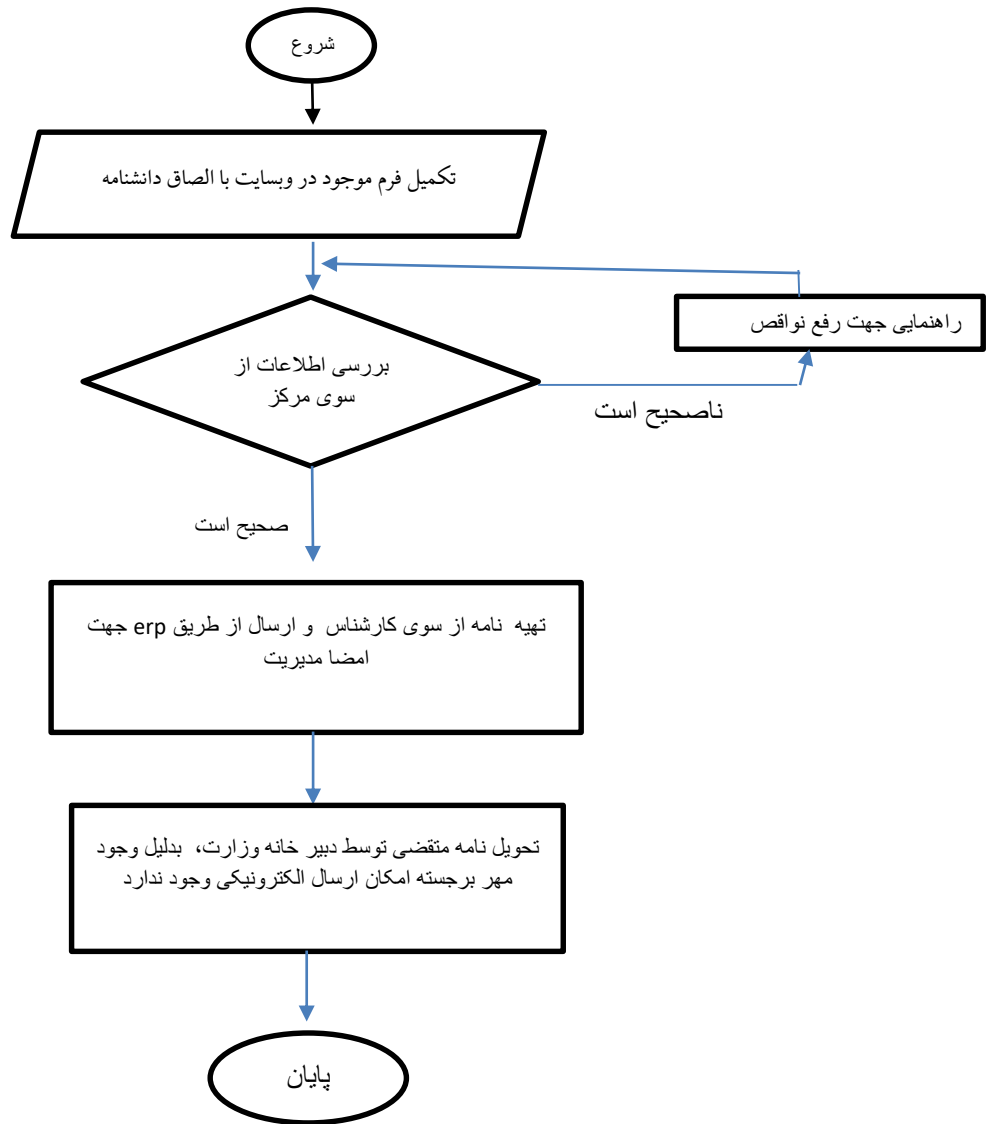 شروع
تکمیل فرم موجود در وبسایت با الصاق دانشنامه
راهنمایی جهت رفع نواقص
بررسی اطلاعات از
سوی مرکز
ناصحیح است
صحیح است
تهیه نامه از سوی کارشناس و ارسال از طریق erp جهت
امضا مدیریت
تحویل نامه متقضی توسط دبیر خانه وزارت، بدلیل وجود
مهر برجسته امکان ارسال الکترونیکی وجود ندارد
پایان